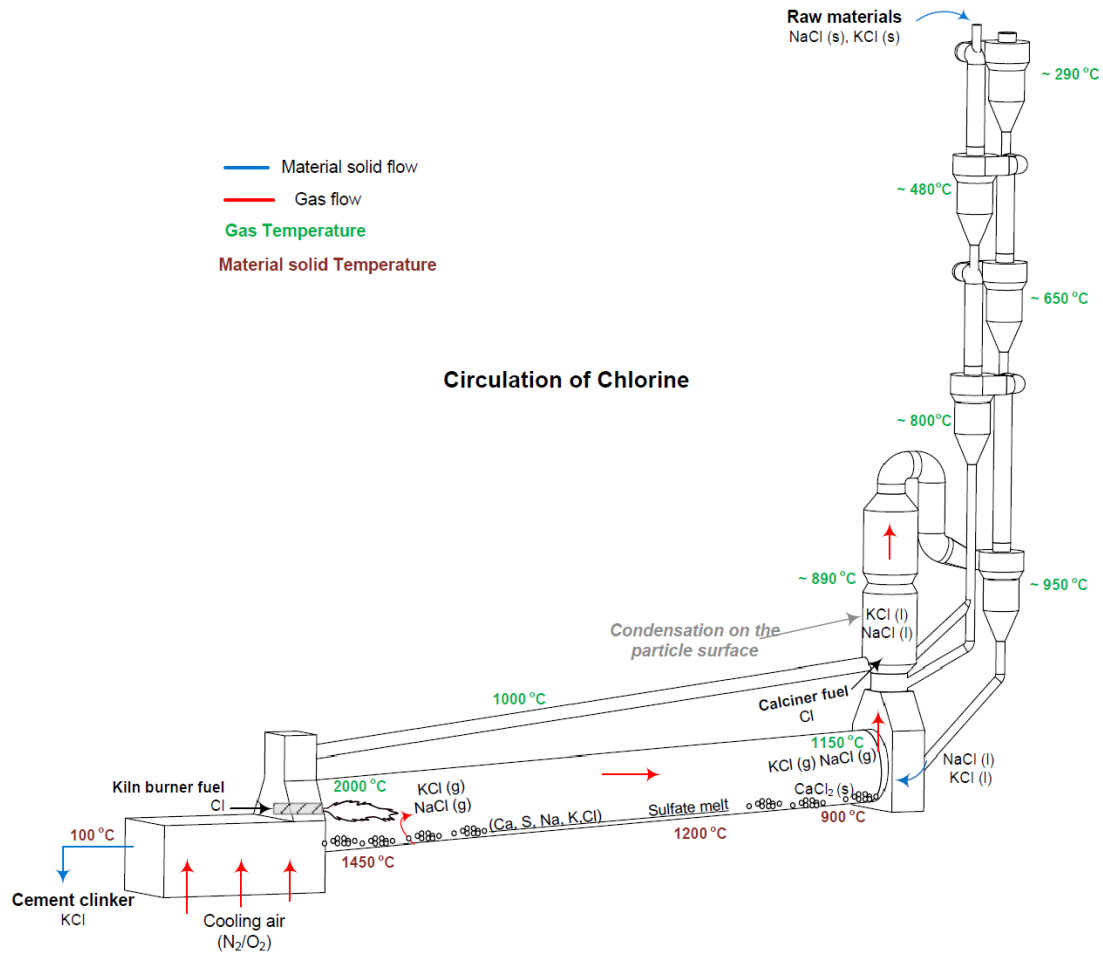 Raw materials
NaCl (s), KCl (s)
~ 290 °C
Material solid flow
Gas flow
Gas Temperature
Material solid Temperature
~ 480°C
~ 650 °C
Circulation of Chlorine
~ 800°C
~ 890 °C
~ 950°C
KCl (l)
NaCl (l)
Condensation on the
particle surface
1000 °C
Calciner fuel
Cl
1150 °C
KCl (g) NaCl (g)
NaCl (l)
KCl (l)
Kiln burner fuel
Cl
2000 °C
KCl (g)
NaCl (g)
CaCl₂ (s)
Sulfate melt
(Ca, S, Na, K,Cl)
900 °C
1200 °C
1450 °C
100 °C
Cement clinker
KCl
Cooling air
(N₂/O₂)